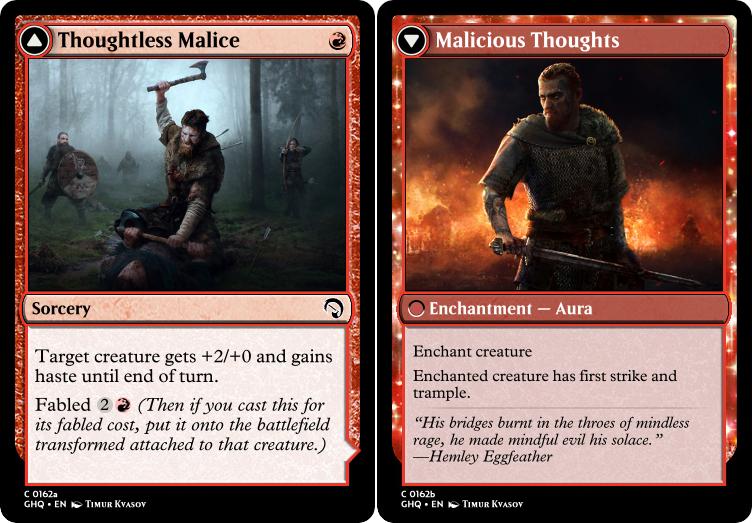 Thoughtless Malice
Sorcery
Target creature gets +2/+0 and gains
haste until end of turn.
Fabled 2 (Then if you cast this for
its fabled cost, put it onto the battlefield
transformed attached to that creature.)
C 0162a
GHQ • EN Timur Kvasov
Malicious Thoughts
Enchantment — Aura
Enchant creature
Enchanted creature has first strike and
trample.
“His bridges burnt in the throes of mindless
rage, he made mindful evil his solace.”
—Hemley Eggfeather
C 0162b
GHQ • EN Timur Kvasov